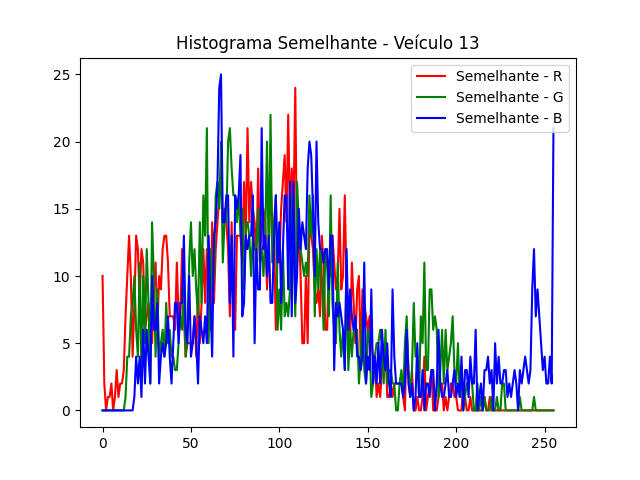 Histograma Semelhante - Veículo 13
Semelhante - R
Semelhante - G
Semelhante - B
25
20
15
10
5
0
0 50 100 150 200 250